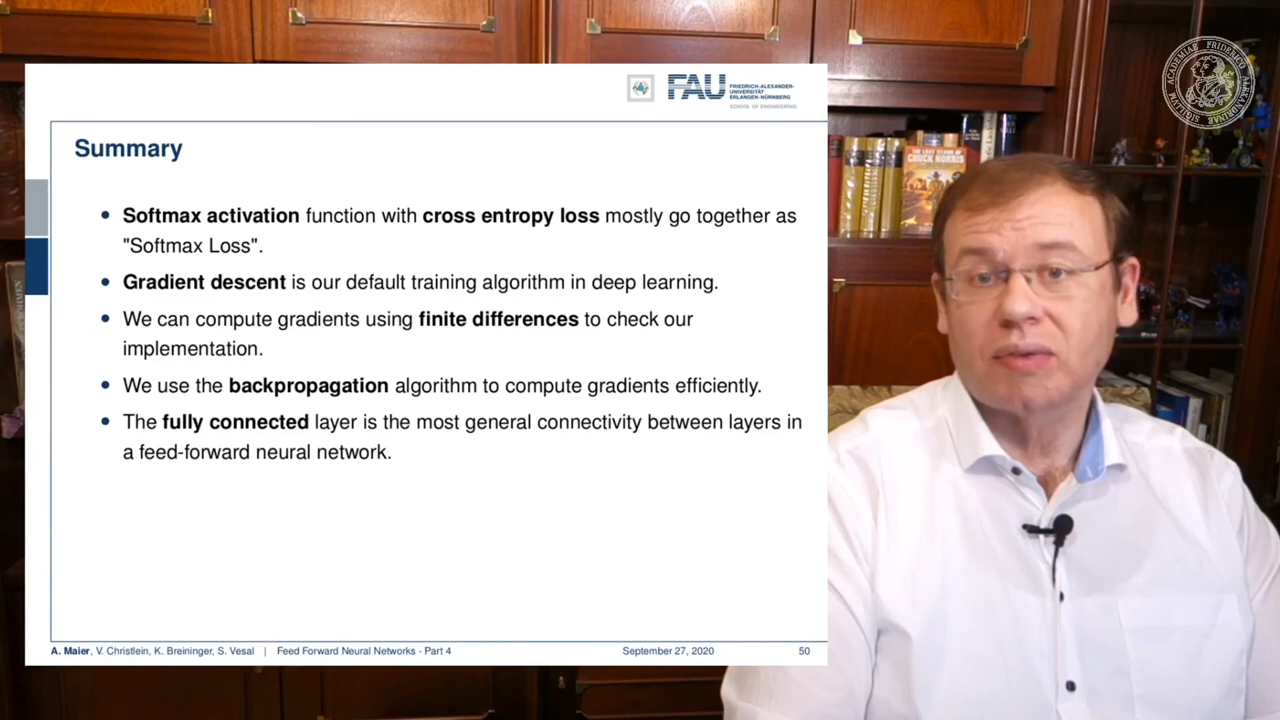 FAU
FRIEDRICH-ALEXANDER-
UNIVERSITÄT
ERLANGEN-NÜRNBERG
SCHOOL OF ENGINEERING
Summary
• Softmax activation function with cross entropy loss mostly go together as
"Softmax Loss".
• Gradient descent is our default training algorithm in deep learning.
• We can compute gradients using finite differences to check our
implementation.
• We use the backpropagation algorithm to compute gradients efficiently.
• The fully connected layer is the most general connectivity between layers in
a feed-forward neural network.
A. Maier, V. Christlein, K. Breininger, S. Vesal | Feed Forward Neural Networks - Part 4 September 27, 2020 50
CHUCK NORRIS